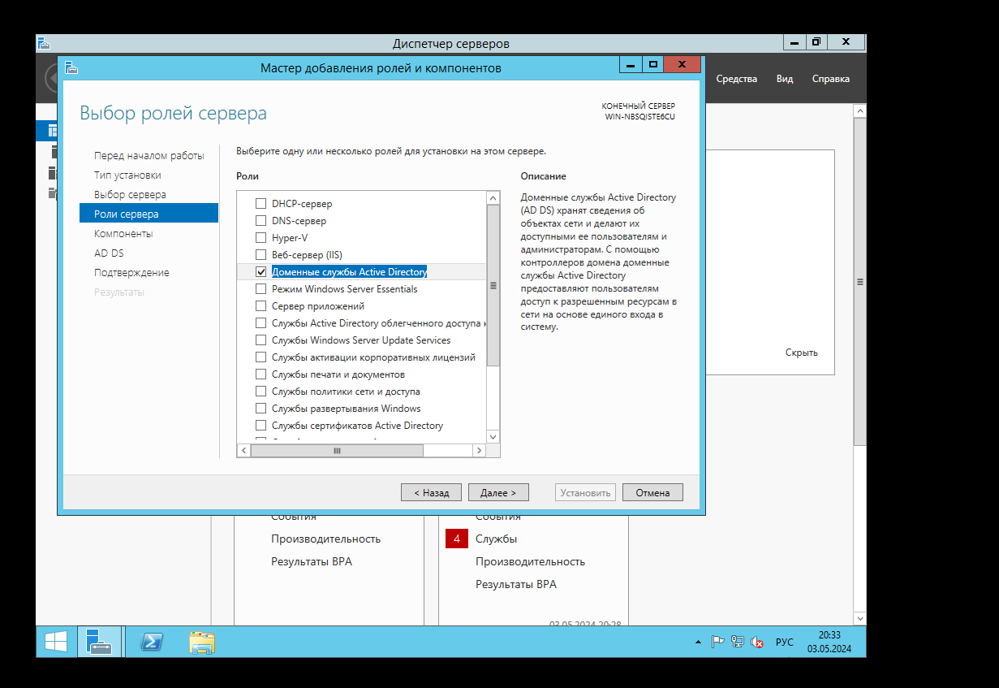 Диспетчер серверов
Мастер добавления ролей и компонентов
Средства
Вид
Справка
Выбор ролей сервера
КОНЕЧНЫЙ СЕРВЕР
WIN-NBSQISTE6CU
Перед началом работы
Тип установки
Выбор сервера
Роли сервера
Компоненты
AD DS
Подтверждение
Результаты
Выберите одну или несколько ролей для установки на этом сервере.
Роли
DHCP-сервер
DNS-сервер
Hyper-V
Веб-сервер (IIS)
Доменные службы Active Directory
Режим Windows Server Essentials
Сервер приложений
Службы Active Directory облегченного доступа к
Службы Windows Server Update Services
Службы активации корпоративных лицензий
Службы печати и документов
Службы политики сети и доступа
Службы развертывания Windows
Службы сертификатов Active Directory
Описание
Доменные службы Active Directory
(AD DS) хранят сведения об
объектах сети и делают их
доступными ее пользователям и
администраторам. С помощью
контроллеров домена доменные
службы Active Directory
предоставляют пользователям
доступ к разрешенным ресурсам в
сети на основе единого входа в
систему.
Скрыть
< Назад
Далее >
Установить
Отмена
События
Производительность
Результаты BPA
События
4 Службы
Производительность
Результаты BPA
03.05.2024 20:28
РУС
20:33
03.05.2024